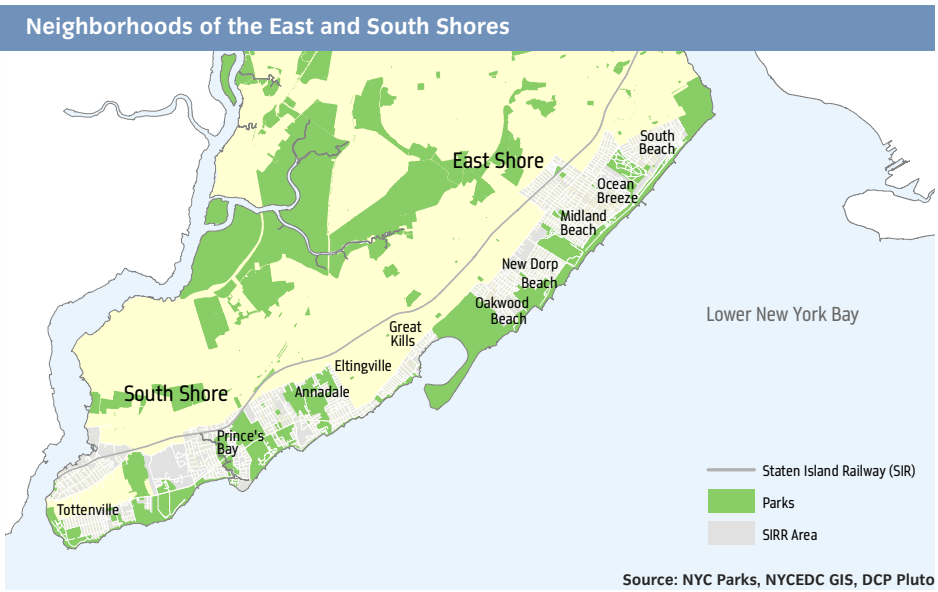 Neighborhoods of the East and South Shores
South
Beach
East Shore
Ocean
Breeze
Midland
Beach
New Dorp
Beach
Oakwood
Beach
Lower New York Bay
Great
Kills
Eltingville
South Shore
Annadale
Prince's
Bay
Tottenville
Staten Island Railway (SIR)
Parks
SIRR Area
Source: NYC Parks, NYCEDC GIS, DCP Pluto